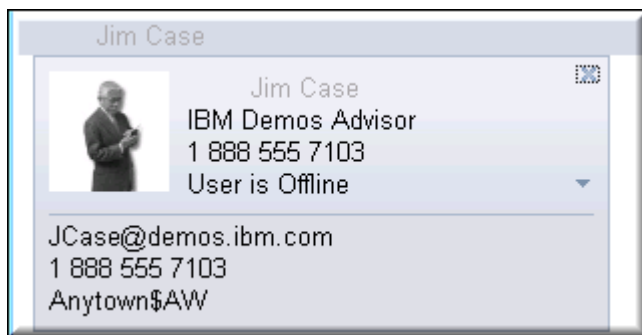 Jim Case
Jim Case
IBM Demos Advisor
1 888 555 7103
User is Offline
JCase@demos.ibm.com
1 888 555 7103
Anytown$AW